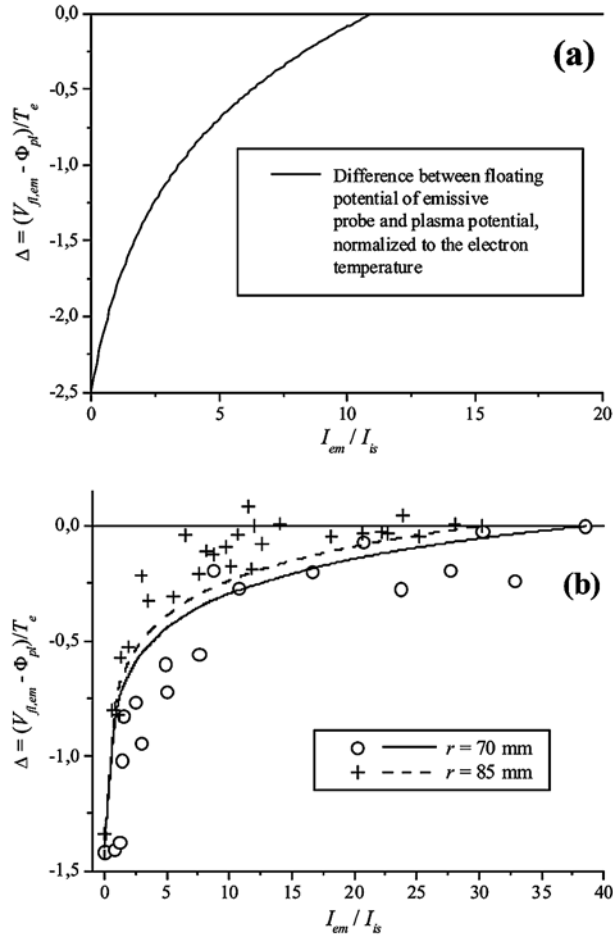 0,0
-0,5
-1,0
-1,5
-2,0
-2,5
Δ = (V_fl,em - Φ_pl)/T_e
(a)
Difference between floating
potential of emissive
probe and plasma potential,
normalized to the electron
temperature
0 5 10 15 20
I_em / I_is
0,0
-0,5
-1,0
-1,5
Δ = (V_fl,em - Φ_pl)/T_e
(b)
r = 70 mm
r = 85 mm
0 5 10 15 20 25 30 35 40
I_em / I_is